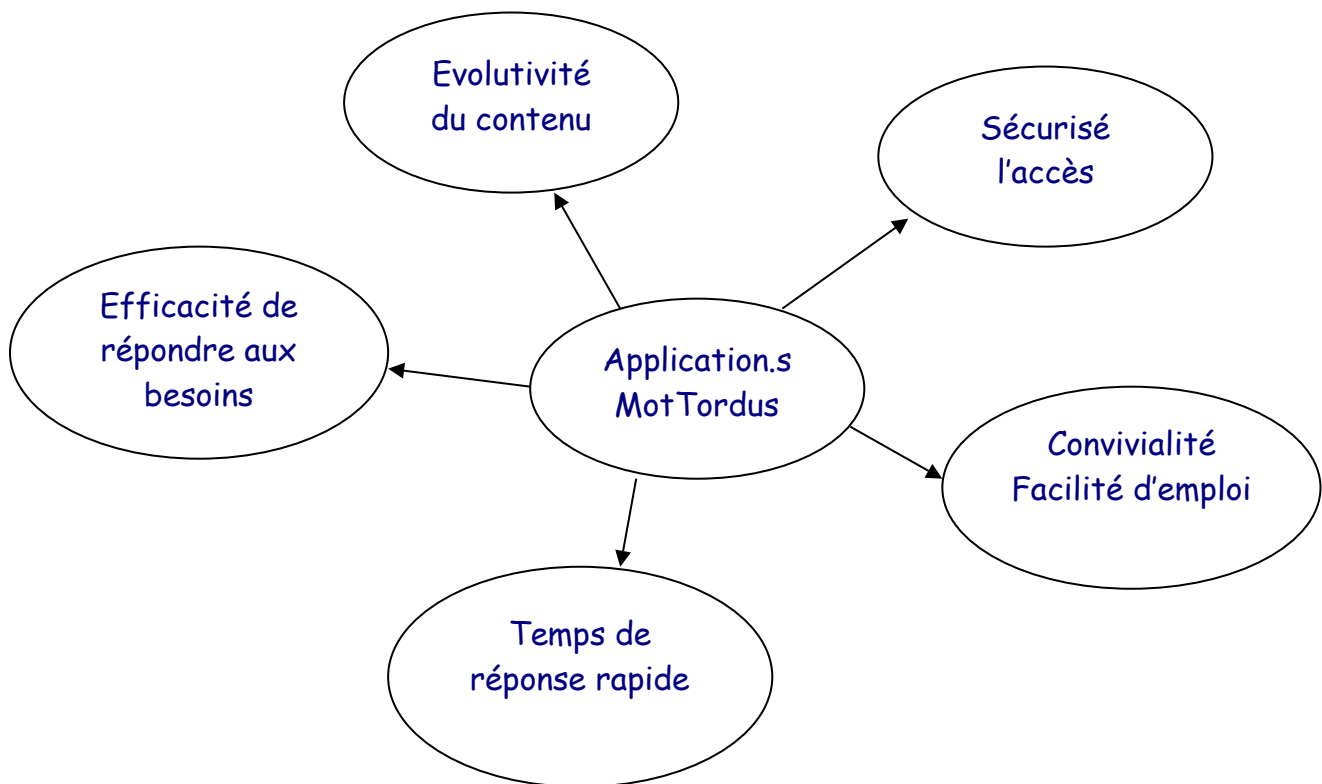 Evolutivité
du contenu
Sécurisé
l'accès
Efficacité de
répondre aux
besoins
Application.s
MotTordus
Convivialité
Facilité d'emploi
Temps de
réponse rapide